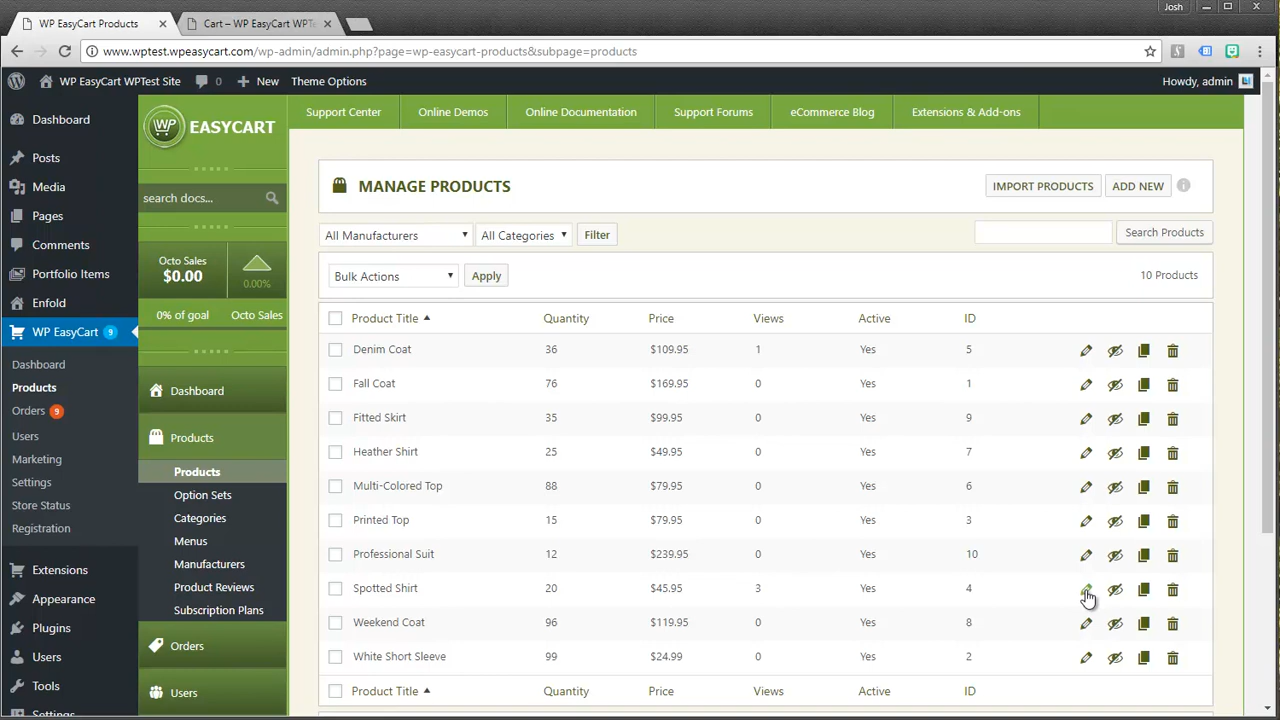 Josh
WP EasyCart Products
Cart – WP EasyCart WPTe
www.wptest.wpeasycart.com/wp-admin/admin.php?page=wp-easycart-products&subpage=products
WP EasyCart WPTest Site
0
New
Theme Options
Howdy, admin
Dashboard
Posts
Media
Pages
Comments
Portfolio Items
Enfold
WP EasyCart 9
Dashboard
Products
Orders 9
Users
Marketing
Settings
Store Status
Registration
Extensions
Appearance
Plugins
Users
Tools
Settings
WP EASYCART
search docs...
Octo Sales
$0.00
0.00%
0% of goal
Octo Sales
Dashboard
Products
Products
Option Sets
Categories
Menus
Manufacturers
Product Reviews
Subscription Plans
Orders
Users
Support Center
Online Demos
Online Documentation
Support Forums
eCommerce Blog
Extensions & Add-ons
MANAGE PRODUCTS
IMPORT PRODUCTS
ADD NEW
All Manufacturers
All Categories
Filter
Search Products
Bulk Actions
Apply
10 Products
Product Title Quantity Price Views Active ID
Denim Coat 36 $109.95 1 Yes 5
Fall Coat 76 $169.95 0 Yes 1
Fitted Skirt 35 $99.95 0 Yes 9
Heather Shirt 25 $49.95 0 Yes 7
Multi-Colored Top 88 $79.95 0 Yes 6
Printed Top 15 $79.95 0 Yes 3
Professional Suit 12 $239.95 0 Yes 10
Spotted Shirt 20 $45.95 3 Yes 4
Weekend Coat 96 $119.95 0 Yes 8
White Short Sleeve 99 $24.99 0 Yes 2
Product Title Quantity Price Views Active ID